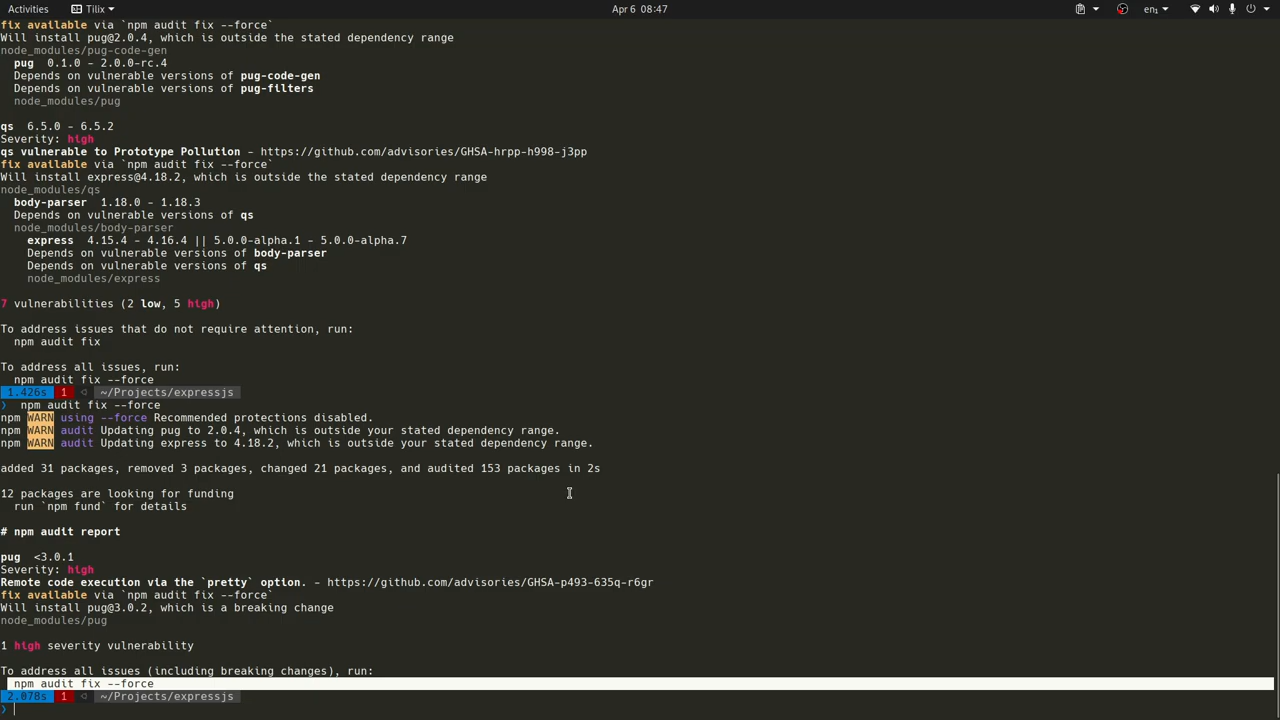 Activities Tilix Apr 6 08:47 en₁
fix available via `npm audit fix --force`
Will install pug@2.0.4, which is outside the stated dependency range
node_modules/pug-code-gen
  pug  0.1.0 - 2.0.0-rc.4
  Depends on vulnerable versions of pug-code-gen
  Depends on vulnerable versions of pug-filters
  node_modules/pug

qs  6.5.0 - 6.5.2
Severity: high
qs vulnerable to Prototype Pollution - https://github.com/advisories/GHSA-hrpp-h998-j3pp
fix available via `npm audit fix --force`
Will install express@4.18.2, which is outside the stated dependency range
node_modules/qs
  body-parser  1.18.0 - 1.18.3
  Depends on vulnerable versions of qs
  node_modules/body-parser
    express  4.15.4 - 4.16.4 || 5.0.0-alpha.1 - 5.0.0-alpha.7
    Depends on vulnerable versions of body-parser
    Depends on vulnerable versions of qs
    node_modules/express

7 vulnerabilities (2 low, 5 high)

To address issues that do not require attention, run:
  npm audit fix

To address all issues, run:
  npm audit fix --force
1.426s 1 ~/Projects/expressjs
❯ npm audit fix --force
npm WARN using --force Recommended protections disabled.
npm WARN audit Updating pug to 2.0.4, which is outside your stated dependency range.
npm WARN audit Updating express to 4.18.2, which is outside your stated dependency range.

added 31 packages, removed 3 packages, changed 21 packages, and audited 153 packages in 2s

12 packages are looking for funding
  run `npm fund` for details

# npm audit report

pug  <3.0.1
Severity: high
Remote code execution via the `pretty` option. - https://github.com/advisories/GHSA-p493-635q-r6gr
fix available via `npm audit fix --force`
Will install pug@3.0.2, which is a breaking change
node_modules/pug

1 high severity vulnerability

To address all issues (including breaking changes), run:
  npm audit fix --force
2.078s 1 ~/Projects/expressjs
❯